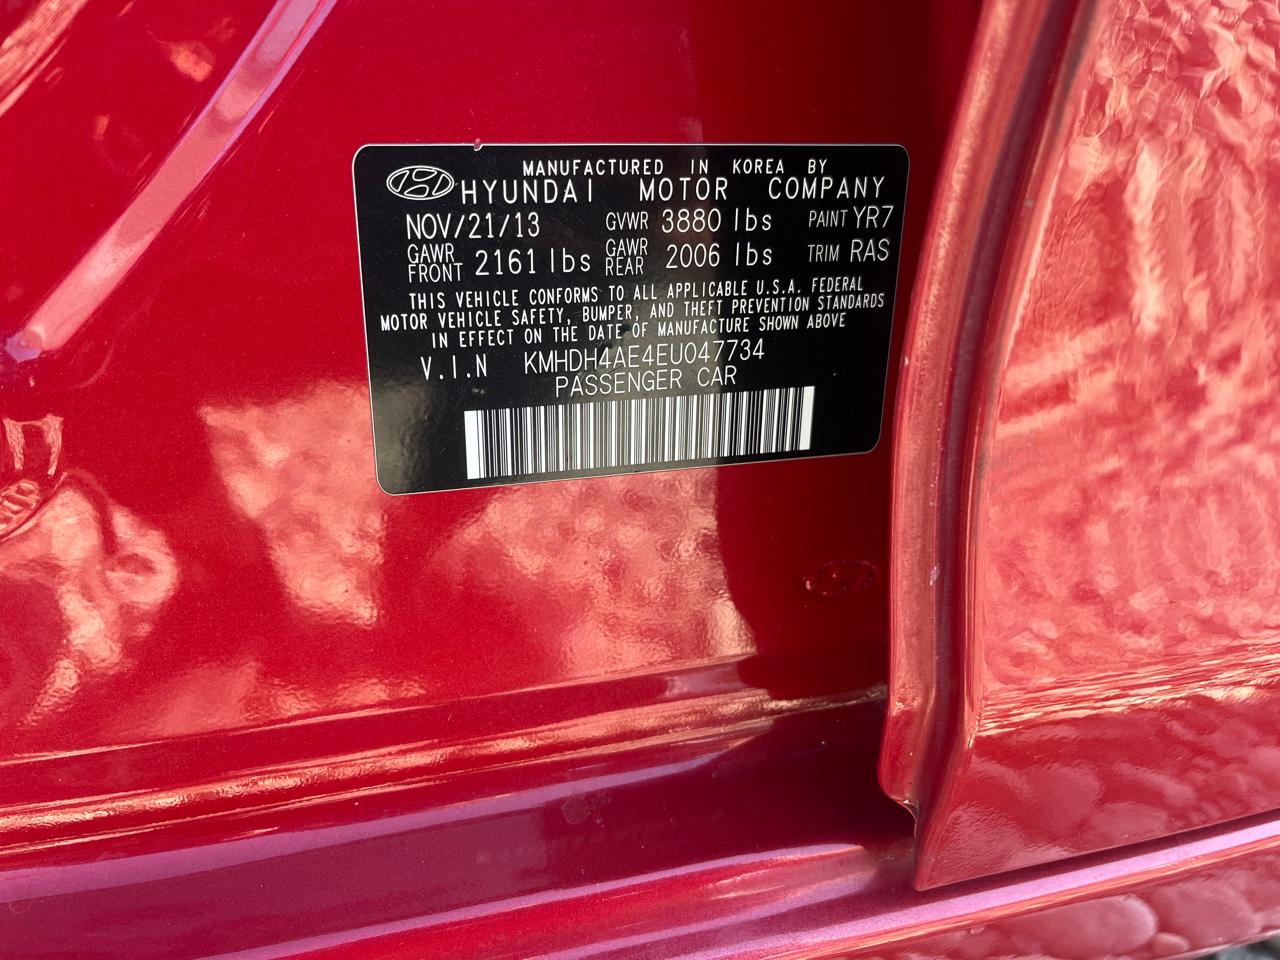 MANUFACTURED IN KOREA BY
HYUNDAI MOTOR COMPANY
NOV/21/13 GVWR 3880 lbs PAINT YR7
GAWR FRONT 2161 lbs GAWR REAR 2006 lbs TRIM RAS
THIS VEHICLE CONFORMS TO ALL APPLICABLE U.S.A. FEDERAL
MOTOR VEHICLE SAFETY, BUMPER, AND THEFT PREVENTION STANDARDS
IN EFFECT ON THE DATE OF MANUFACTURE SHOWN ABOVE
V.I.N KMHDH4AE4EU047734
PASSENGER CAR